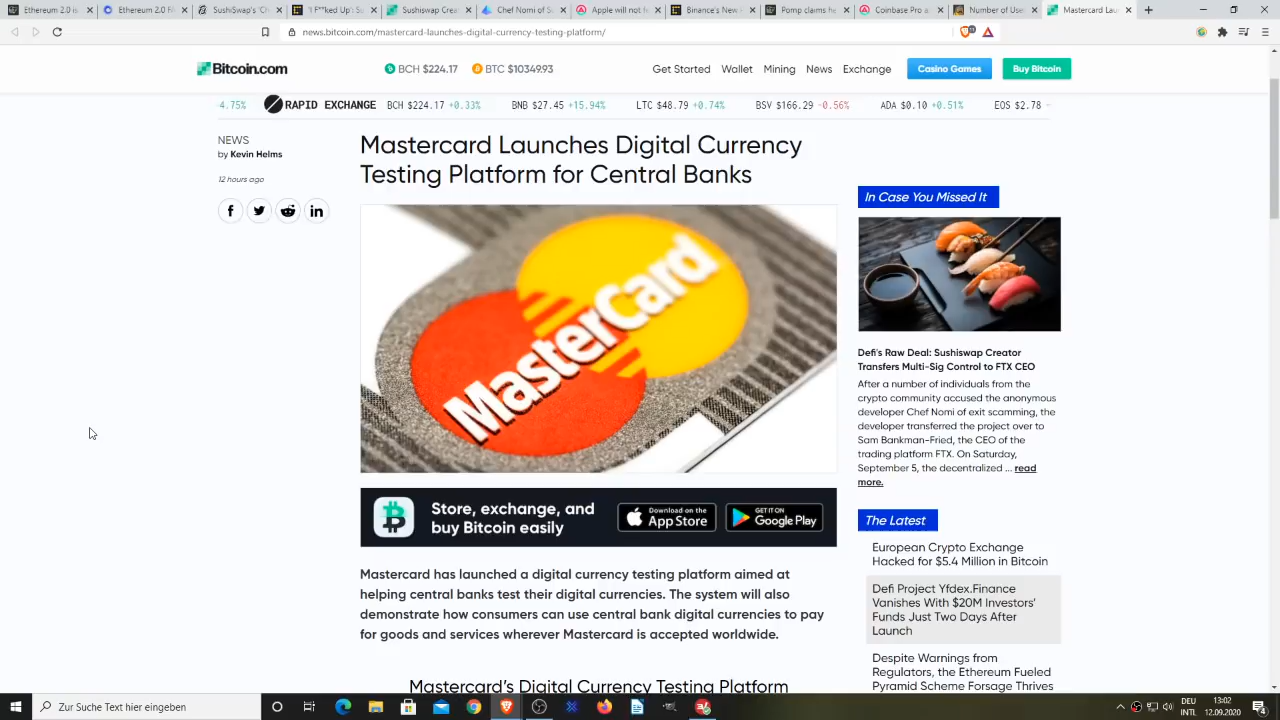 Ethereum 2.0 is
Ethereum 2.0 F
SushiSwap's Ch
"I F**ked Up" S
Sushiswap Crea
Chef Nomi of Su
Apple will not f
Binance's New
Pomp claims he
Coinbase Pro a
Number of Use
Mastercard Lau
news.bitcoin.com/mastercard-launches-digital-currency-testing-platform/
Bitcoin.com
BCH $224.17
BTC $10349.93
Get Started
Wallet
Mining
News
Exchange
Casino Games
Buy Bitcoin
4.75%
RAPID EXCHANGE
BCH $224.17 +0.33%
BNB $27.45 +15.94%
LTC $48.79 +0.74%
BSV $166.29 -0.56%
ADA $0.10 +0.51%
EOS $2.78 -
NEWS
by Kevin Helms
12 hours ago
Mastercard Launches Digital Currency
Testing Platform for Central Banks
MasterCard
Store, exchange, and
buy Bitcoin easily
Download on the
App Store
GET IT ON
Google Play
Mastercard has launched a digital currency testing platform aimed at
helping central banks test their digital currencies. The system will also
demonstrate how consumers can use central bank digital currencies to pay
for goods and services wherever Mastercard is accepted worldwide.
Mastercard's Digital Currency Testing Platform
In Case You Missed It
Defi's Raw Deal: Sushiswap Creator
Transfers Multi-Sig Control to FTX CEO
After a number of individuals from the
crypto community accused the anonymous
developer Chef Nomi of exit scamming, the
developer transferred the project over to
Sam Bankman-Fried, the CEO of the
trading platform FTX. On Saturday,
September 5, the decentralized ... read
more.
The Latest
European Crypto Exchange
Hacked for $5.4 Million in Bitcoin
Defi Project Yfdex.Finance
Vanishes With $20M Investors'
Funds Just Two Days After
Launch
Despite Warnings from
Regulators, the Ethereum Fueled
Pyramid Scheme Forsage Thrives
Zur Suche Text hier eingeben
DEU
INTL
13:02
12.09.2020